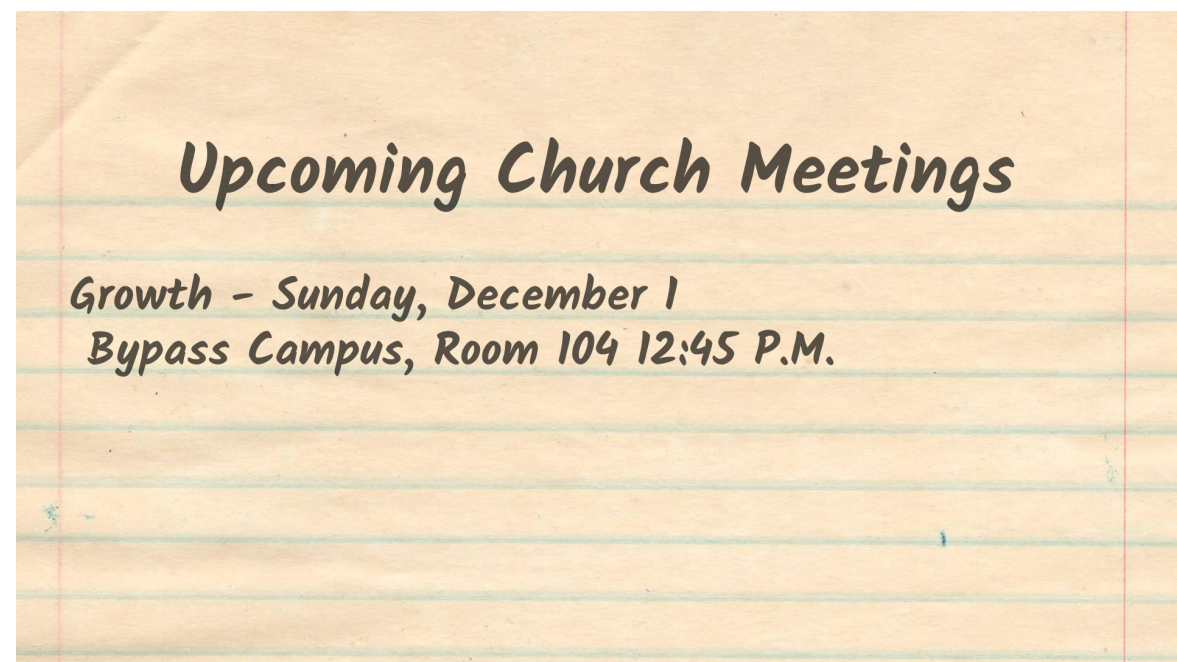 Upcoming Church Meetings
Growth - Sunday, December 1
Bypass Campus, Room 104 12:45 P.M.